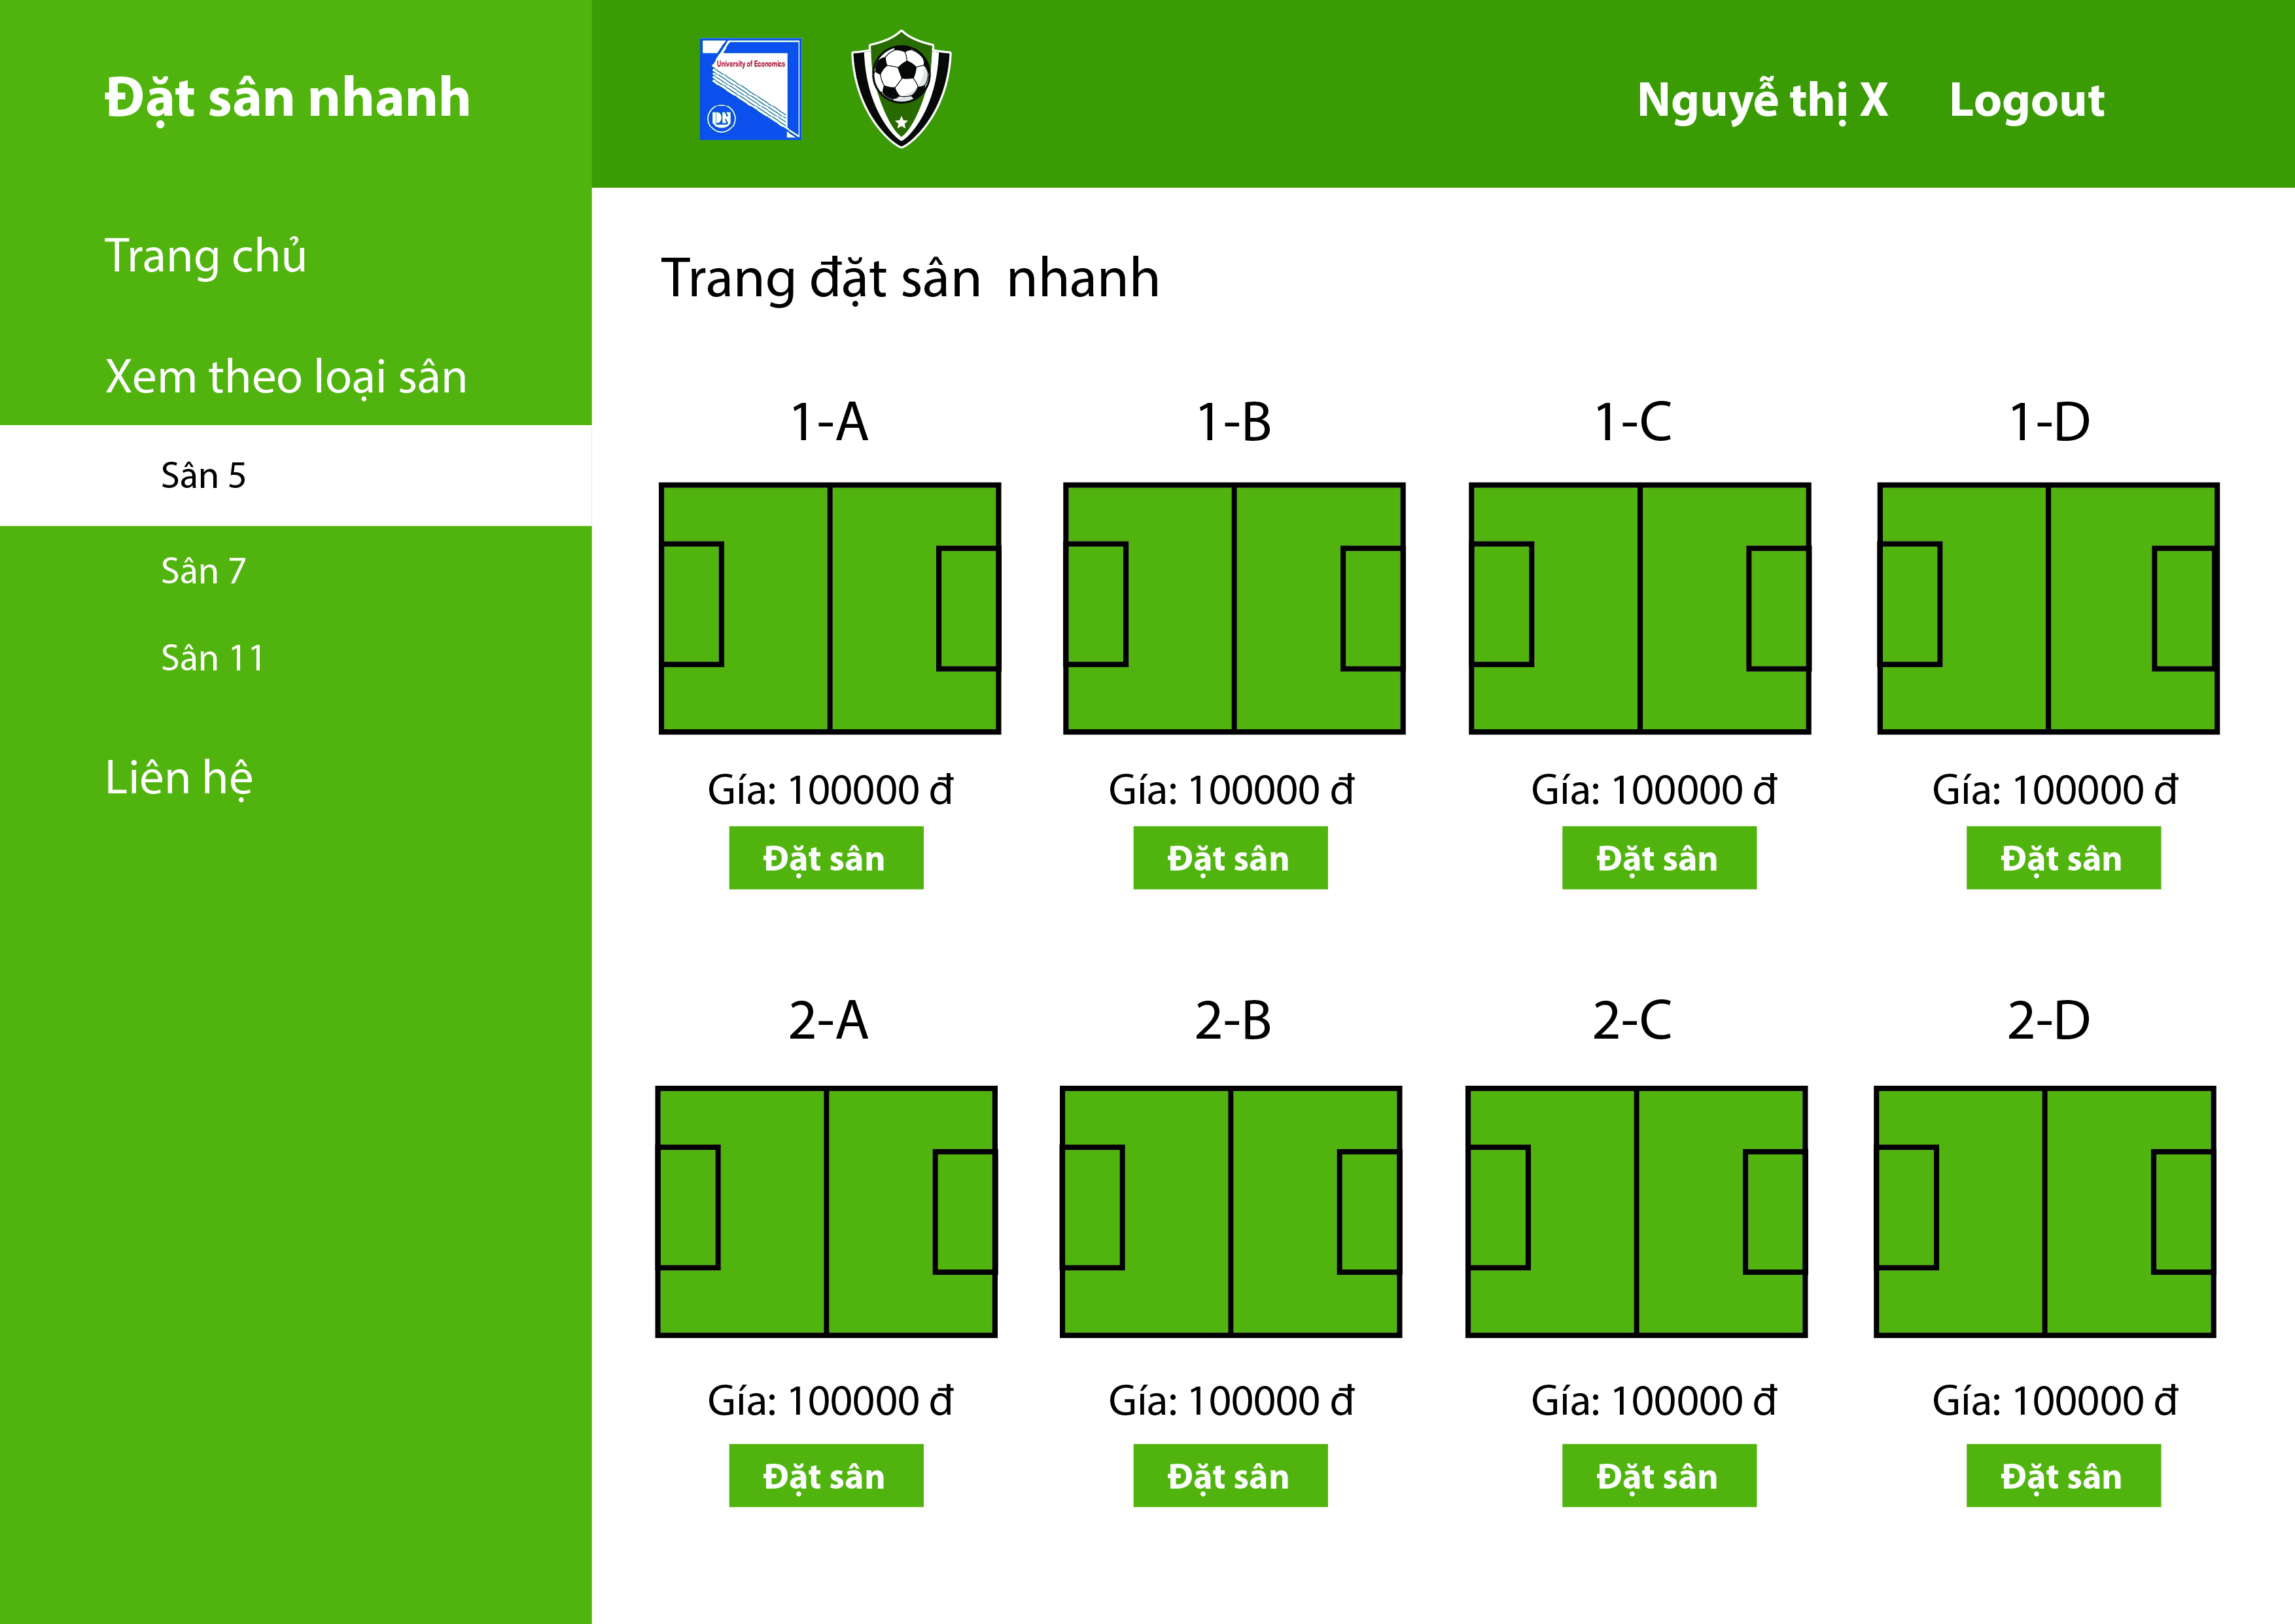 Đặt sân nhanh
University of Economics
DN
Nguyễ thị X Logout
Trang chủ
Xem theo loại sân
Sân 5
Sân 7
Sân 11
Liên hệ
Trang đặt sân nhanh
1-A 1-B 1-C 1-D
Gía: 100000 đ Gía: 100000 đ Gía: 100000 đ Gía: 100000 đ
Đặt sân Đặt sân Đặt sân Đặt sân
2-A 2-B 2-C 2-D
Gía: 100000 đ Gía: 100000 đ Gía: 100000 đ Gía: 100000 đ
Đặt sân Đặt sân Đặt sân Đặt sân